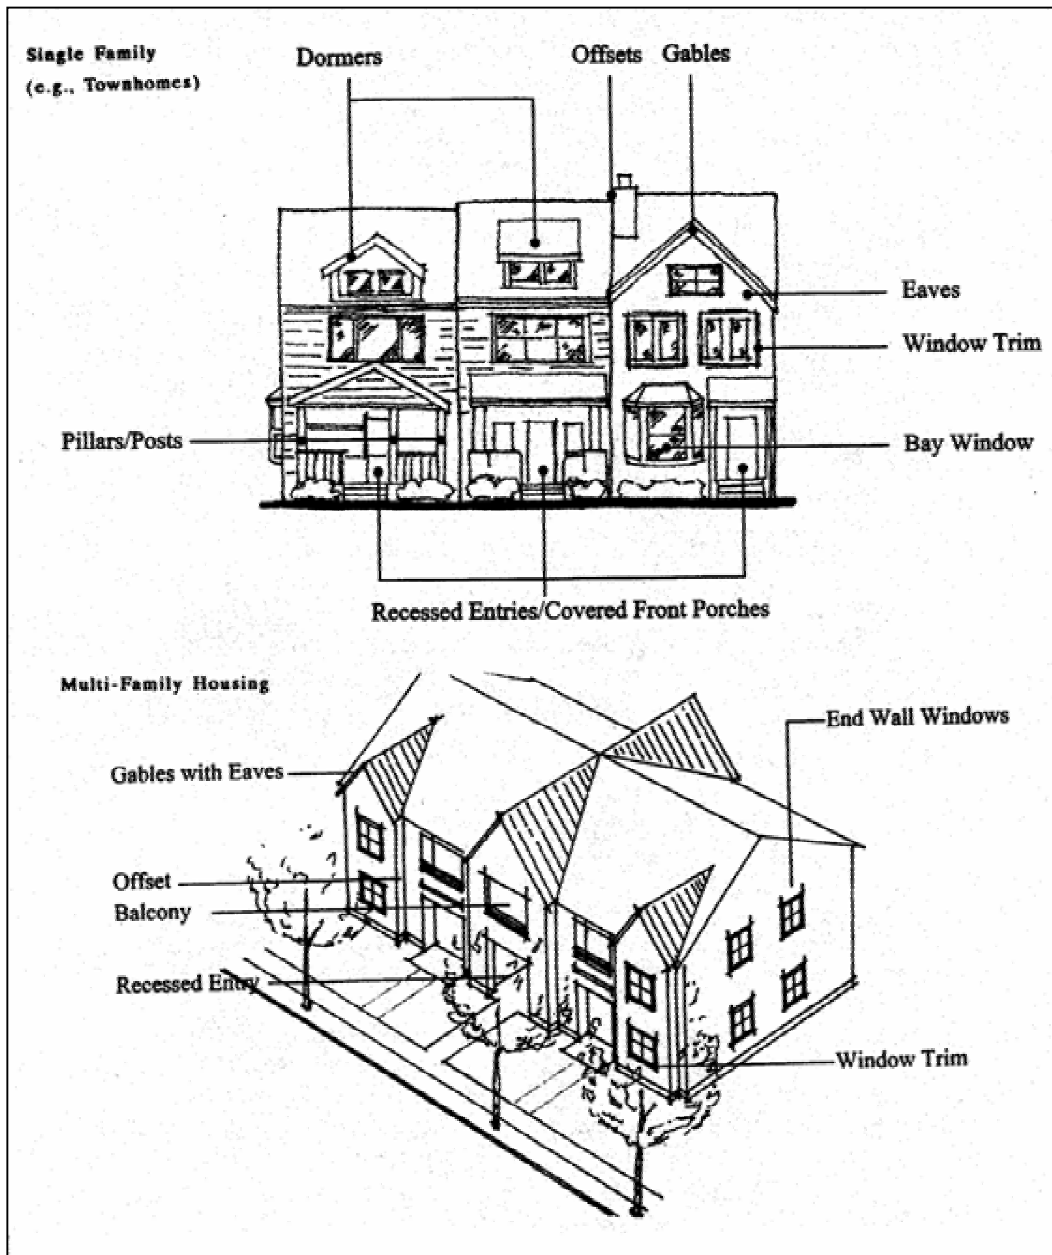 Single Family
(e.g., Townhomes)
Dormers
Offsets
Gables
Eaves
Window Trim
Pillars/Posts
Bay Window
Recessed Entries/Covered Front Porches
Multi-Family Housing
End Wall Windows
Gables with Eaves
Offset
Balcony
Recessed Entry
Window Trim